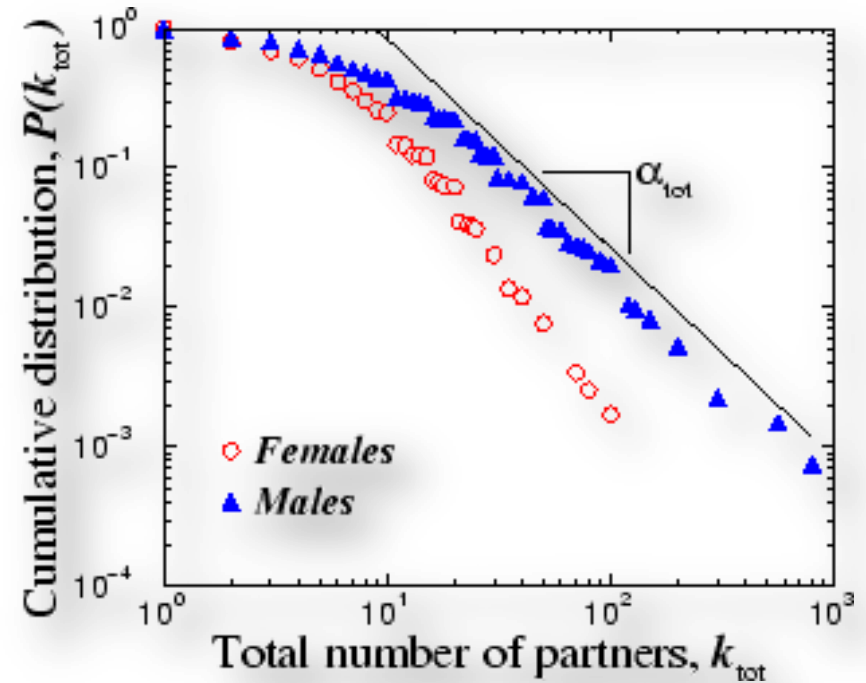 Cumulative distribution, P(k_tot)
10^0
10^-1
10^-2
10^-3
10^-4
α_tot
Females
Males
10^0 10^1 10^2 10^3
Total number of partners, k_tot